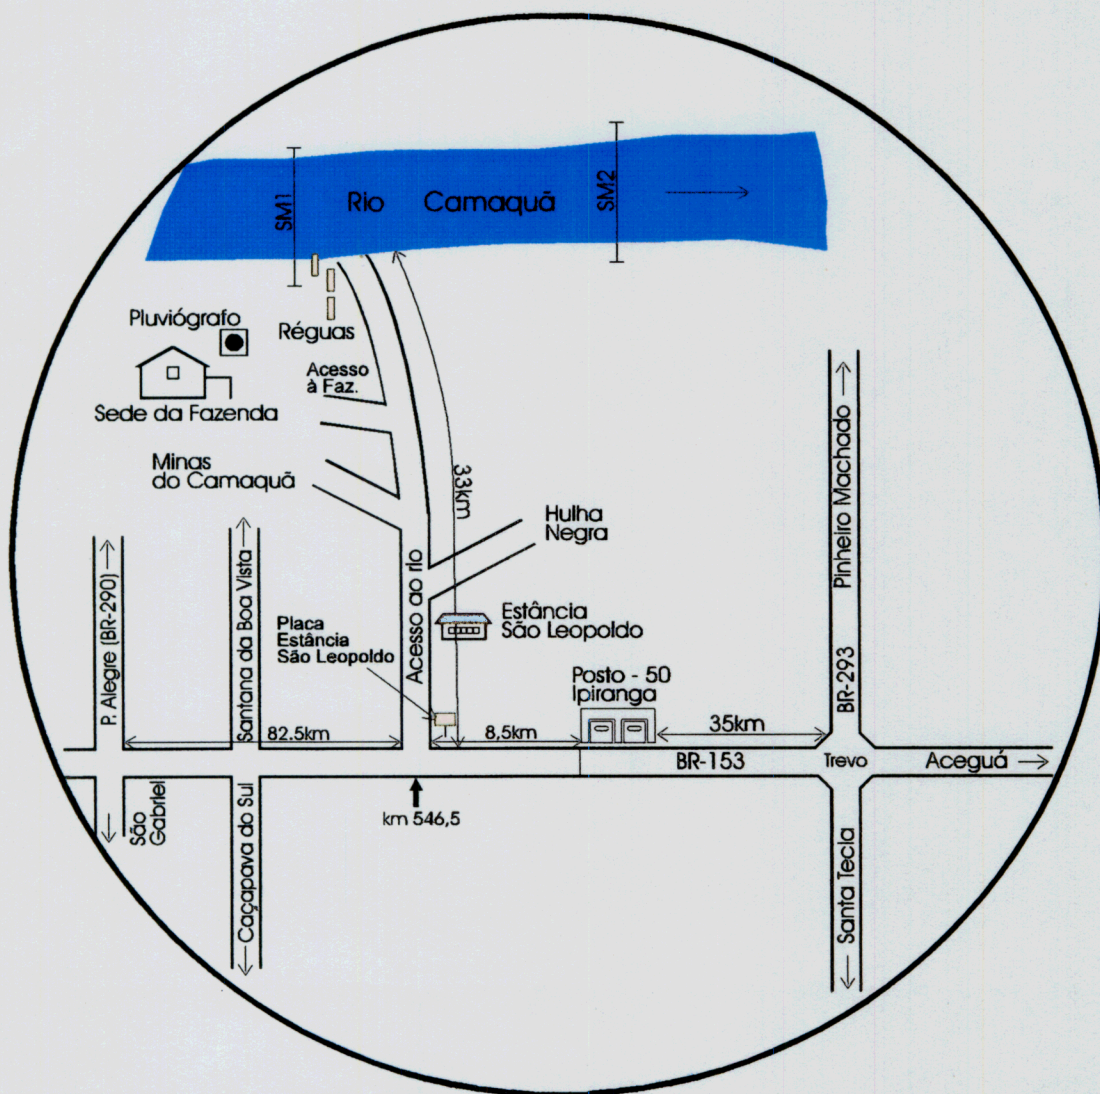 SM1
Rio Camaquã
SM2
Pluviógrafo
Réguas
Acesso
à Faz.
Sede da Fazenda
Minas
do Camaquã
33km
Hulha
Negra
Pinheiro Machado
P. Alegre (BR-290)
Santana da Boa Vista
Acesso ao rio
Placa
Estância
São Leopoldo
Estância
São Leopoldo
Posto - 50
Ipiranga
BR-293
82.5km
8,5km
35km
BR-153
Trevo
Aceguá
km 546,5
São
Gabriel
Caçapava do Sul
Santa Tecla